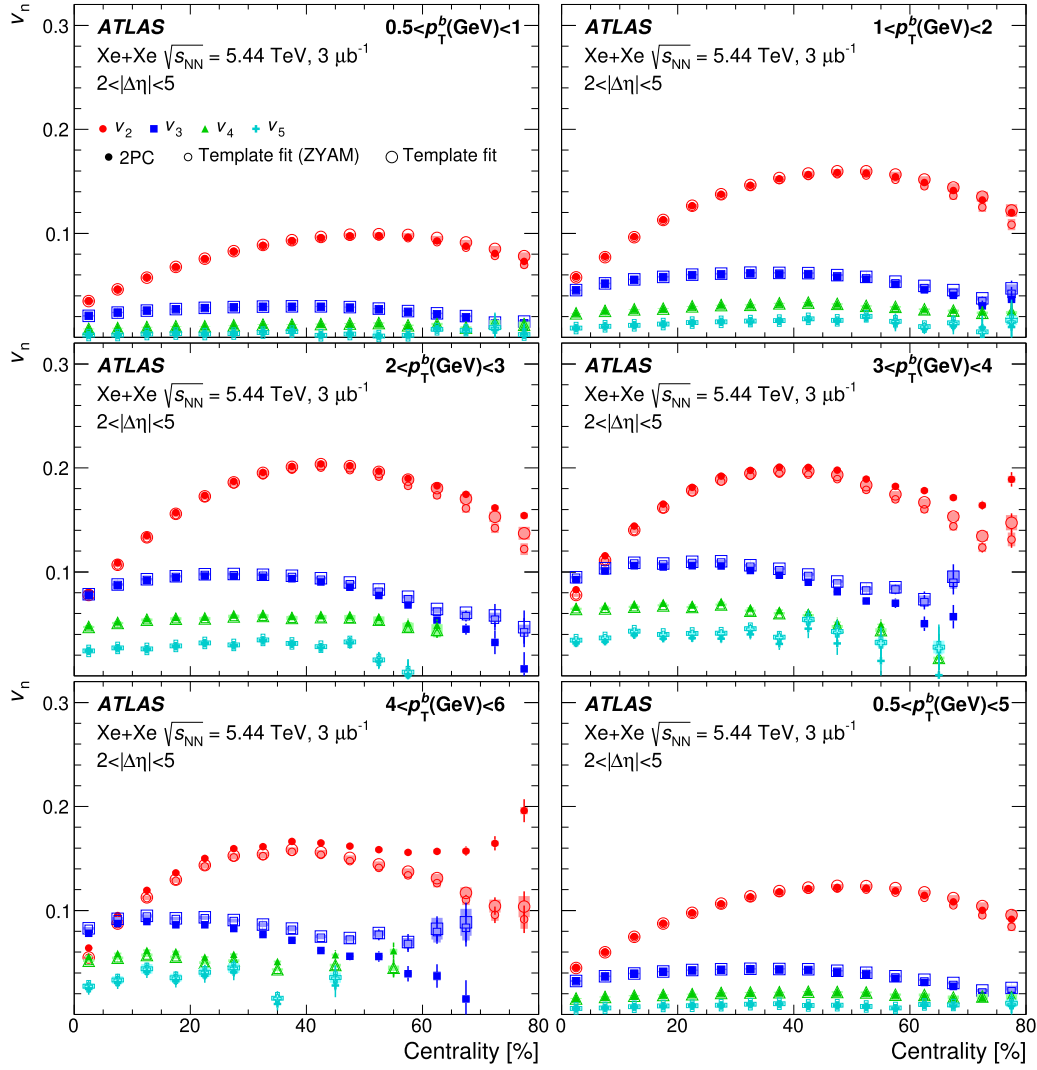 v_n
0.3
0.2
0.1
ATLAS
0.5<p_T^b(GeV)<1
Xe+Xe √s_NN = 5.44 TeV, 3 μb⁻¹
2<|Δη|<5
v_2 v_3 v_4 v_5
2PC Template fit (ZYAM) Template fit
ATLAS
1<p_T^b(GeV)<2
Xe+Xe √s_NN = 5.44 TeV, 3 μb⁻¹
2<|Δη|<5
v_n
0.3
0.2
0.1
ATLAS
2<p_T^b(GeV)<3
Xe+Xe √s_NN = 5.44 TeV, 3 μb⁻¹
2<|Δη|<5
ATLAS
3<p_T^b(GeV)<4
Xe+Xe √s_NN = 5.44 TeV, 3 μb⁻¹
2<|Δη|<5
v_n
0.3
0.2
0.1
ATLAS
4<p_T^b(GeV)<6
Xe+Xe √s_NN = 5.44 TeV, 3 μb⁻¹
2<|Δη|<5
0 20 40 60 80
Centrality [%]
ATLAS
0.5<p_T^b(GeV)<5
Xe+Xe √s_NN = 5.44 TeV, 3 μb⁻¹
2<|Δη|<5
0 20 40 60 80
Centrality [%]